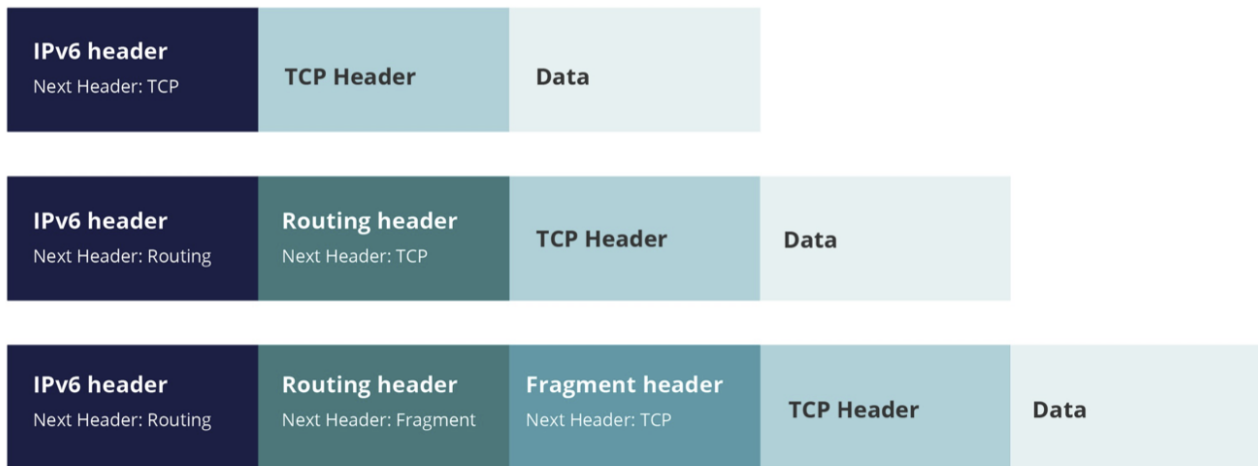 IPv6 header
Next Header: TCP
TCP Header
Data
IPv6 header
Next Header: Routing
Routing header
Next Header: TCP
TCP Header
Data
IPv6 header
Next Header: Routing
Routing header
Next Header: Fragment
Fragment header
Next Header: TCP
TCP Header
Data